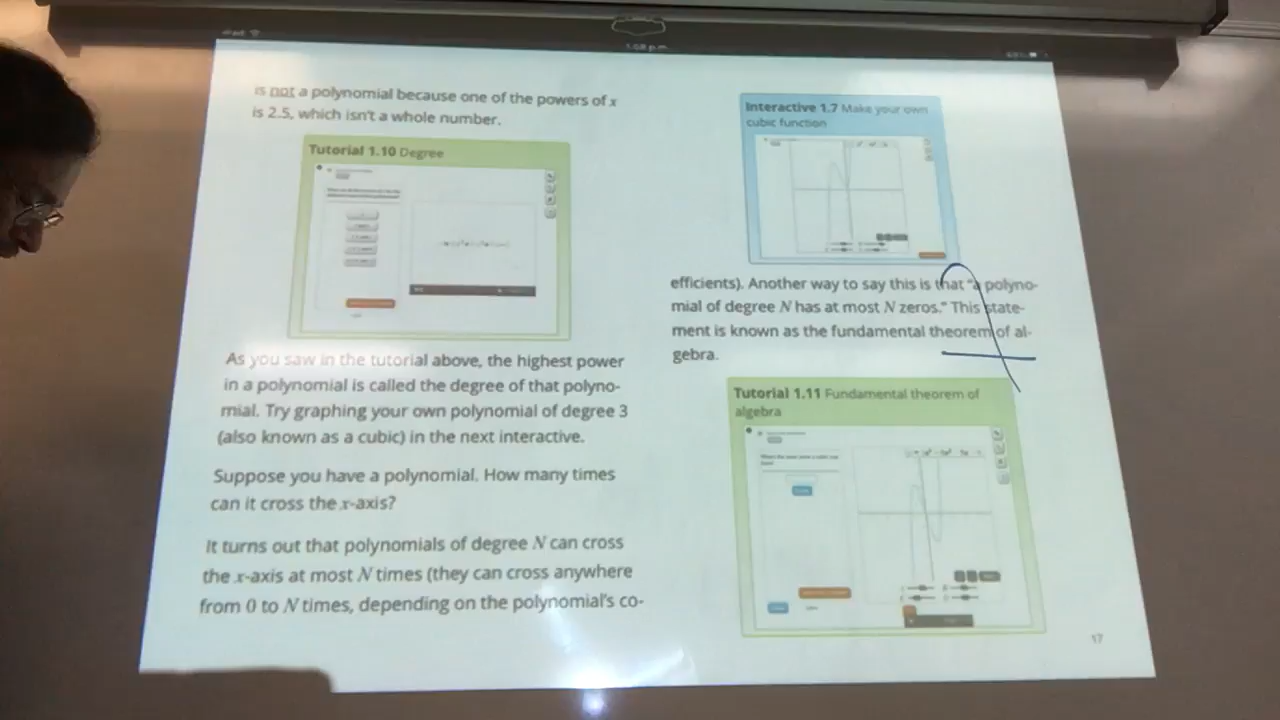 1:08 p.m.
is not a polynomial because one of the powers of x
is 2.5, which isn't a whole number.
Tutorial 1.10 Degree
As you saw in the tutorial above, the highest power
in a polynomial is called the degree of that polyno-
mial. Try graphing your own polynomial of degree 3
(also known as a cubic) in the next interactive.
Suppose you have a polynomial. How many times
can it cross the x-axis?
It turns out that polynomials of degree N can cross
the x-axis at most N times (they can cross anywhere
from 0 to N times, depending on the polynomial's co-
Interactive 1.7 Make your own
cubic function
efficients). Another way to say this is that "a polyno-
mial of degree N has at most N zeros." This state-
ment is known as the fundamental theorem of al-
gebra.
Tutorial 1.11 Fundamental theorem of
algebra
17